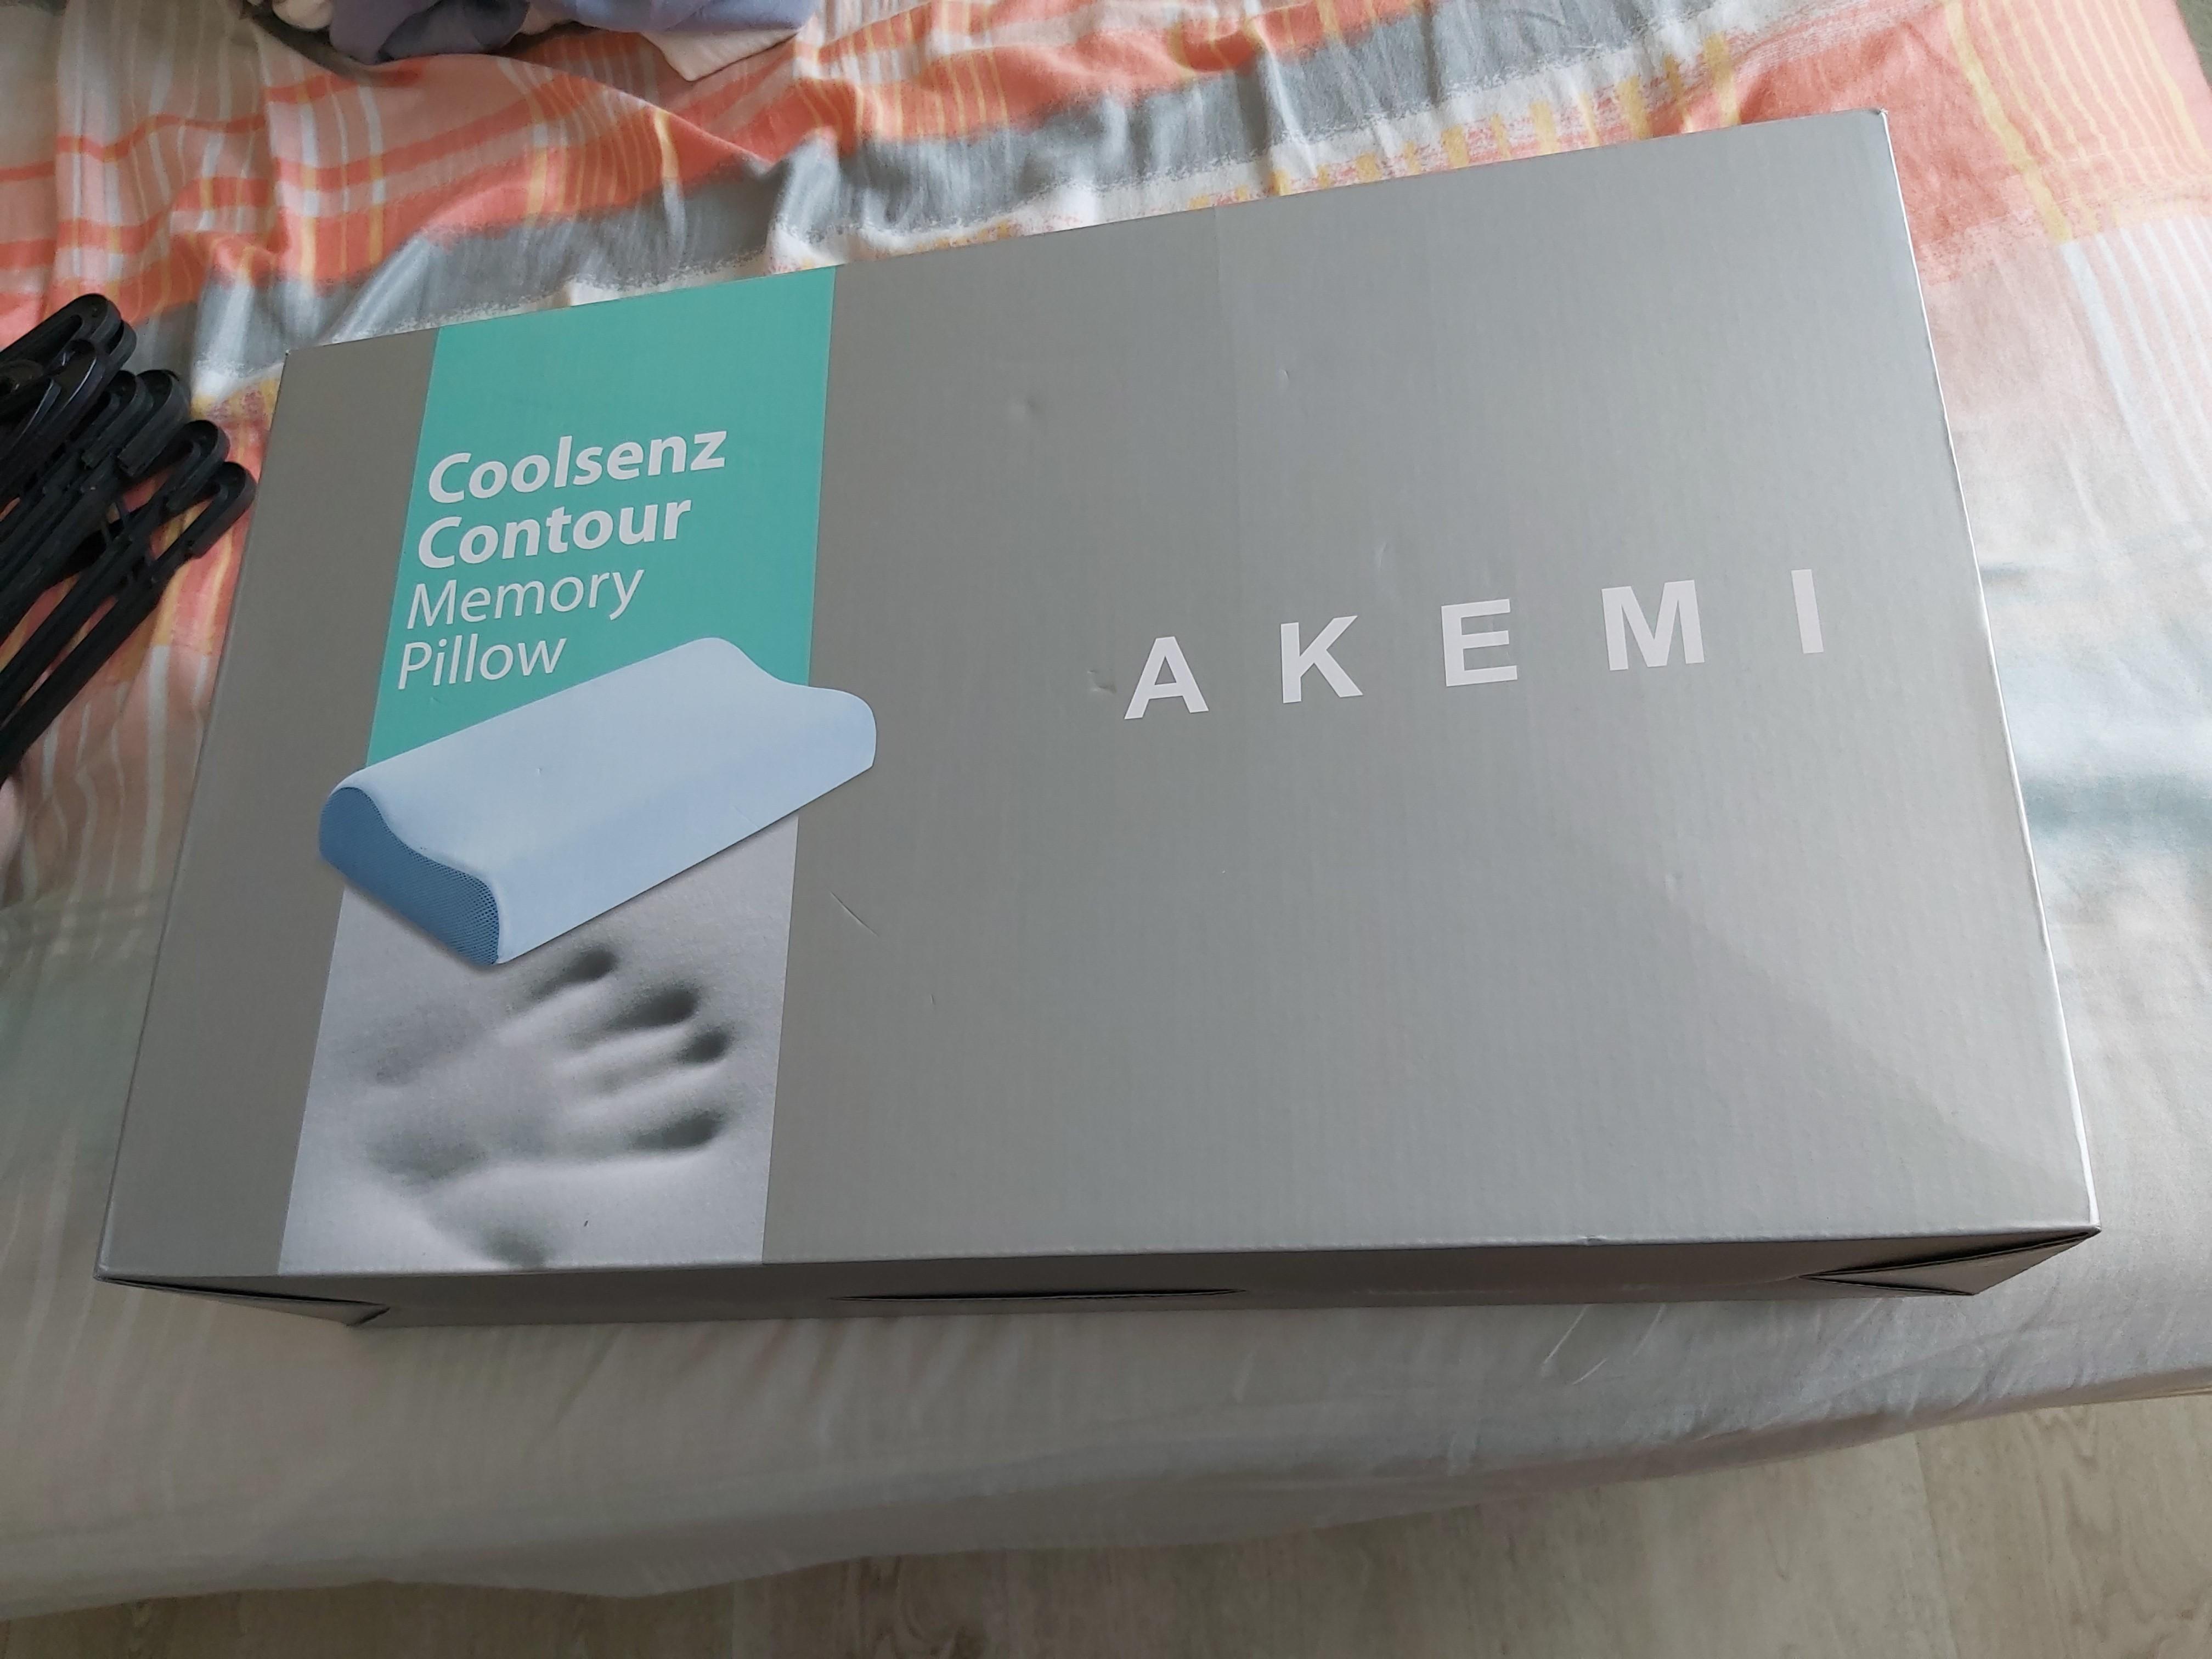 Coolsenz
Contour
Memory
Pillow
AKEMI